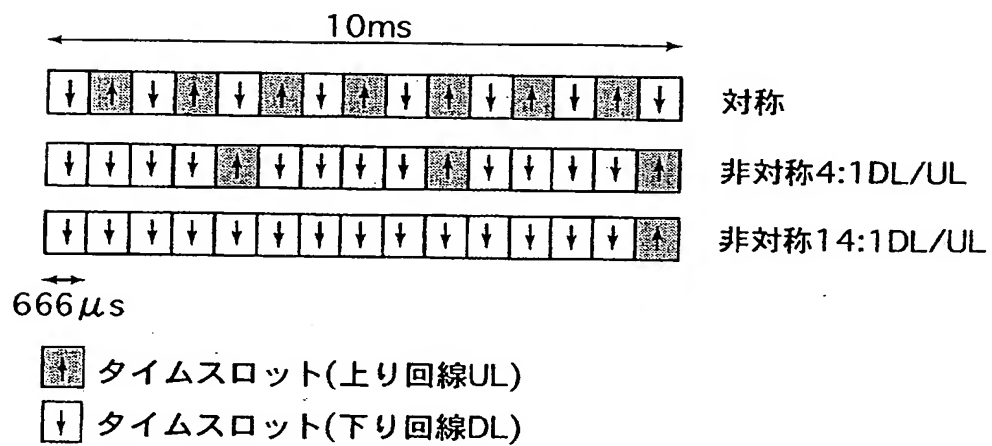 10ms
対称
非対称4:1DL/UL
非対称14:1DL/UL
666μs
タイムスロット(上り回線UL)
タイムスロット(下り回線DL)